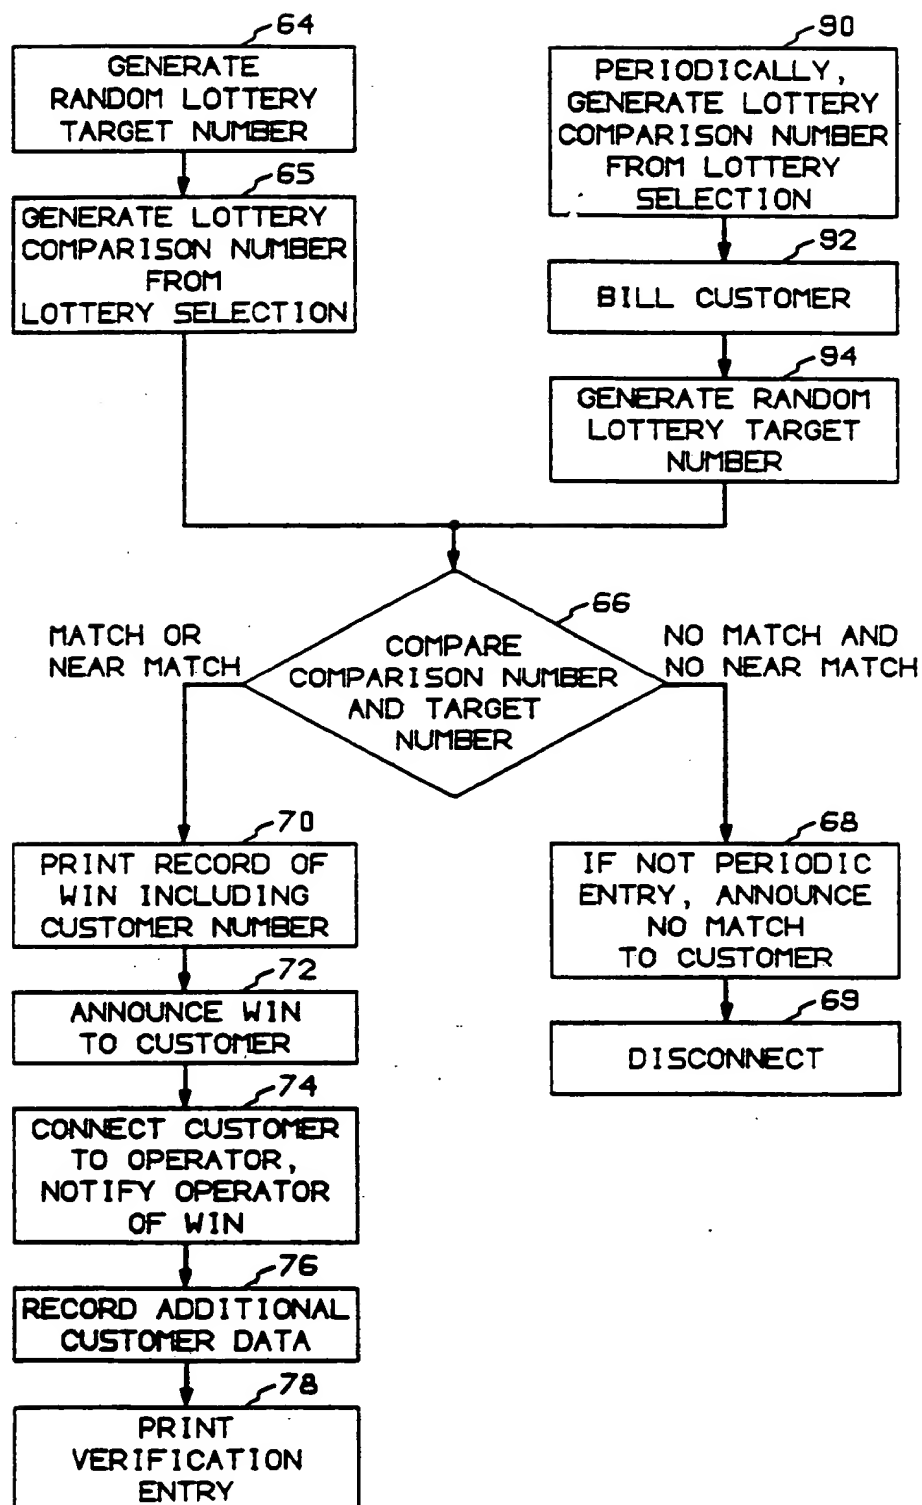 64
GENERATE
RANDOM LOTTERY
TARGET NUMBER
65
GENERATE LOTTERY
COMPARISON NUMBER
FROM
LOTTERY SELECTION
90
PERIODICALLY,
GENERATE LOTTERY
COMPARISON NUMBER
FROM LOTTERY
SELECTION
92
BILL CUSTOMER
94
GENERATE RANDOM
LOTTERY TARGET
NUMBER
66
COMPARE
COMPARISON NUMBER
AND TARGET
NUMBER
MATCH OR
NEAR MATCH
NO MATCH AND
NO NEAR MATCH
70
PRINT RECORD OF
WIN INCLUDING
CUSTOMER NUMBER
72
ANNOUNCE WIN
TO CUSTOMER
74
CONNECT CUSTOMER
TO OPERATOR,
NOTIFY OPERATOR
OF WIN
76
RECORD ADDITIONAL
CUSTOMER DATA
78
PRINT
VERIFICATION
ENTRY
68
IF NOT PERIODIC
ENTRY, ANNOUNCE
NO MATCH
TO CUSTOMER
69
DISCONNECT